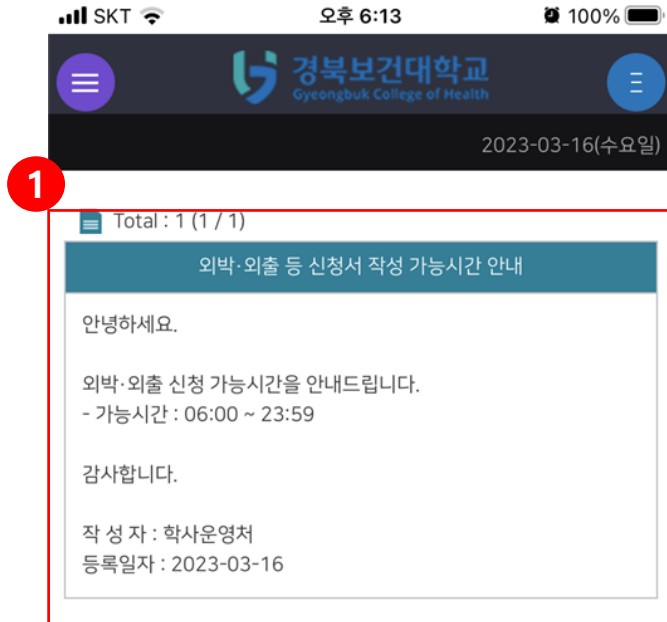 SKT 오후 6:13 100%
경북보건대학교
Gyeongbuk College of Health
2023-03-16(수요일)
1
Total : 1 (1 / 1)
외박·외출 등 신청서 작성 가능시간 안내
안녕하세요.
외박·외출 신청 가능시간을 안내드립니다.
- 가능시간 : 06:00 ~ 23:59
감사합니다.
작 성 자 : 학사운영처
등록일자 : 2023-03-16